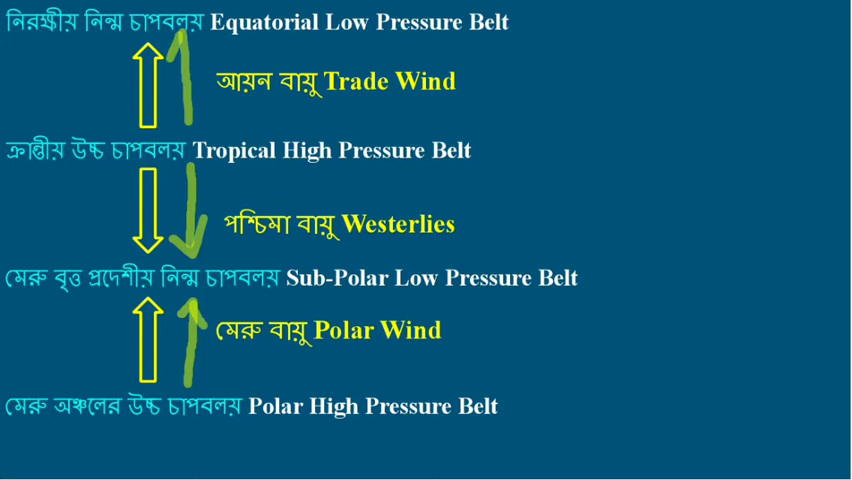 নিরক্ষীয় নিন্ম চাপবলয় Equatorial Low Pressure Belt
আয়ন বায়ু Trade Wind
ক্রান্তীয় উচ্চ চাপবলয় Tropical High Pressure Belt
পশ্চিমা বায়ু Westerlies
মেরু বৃত্ত প্রদেশীয় নিন্ম চাপবলয় Sub-Polar Low Pressure Belt
মেরু বায়ু Polar Wind
মেরু অঞ্চলের উচ্চ চাপবলয় Polar High Pressure Belt